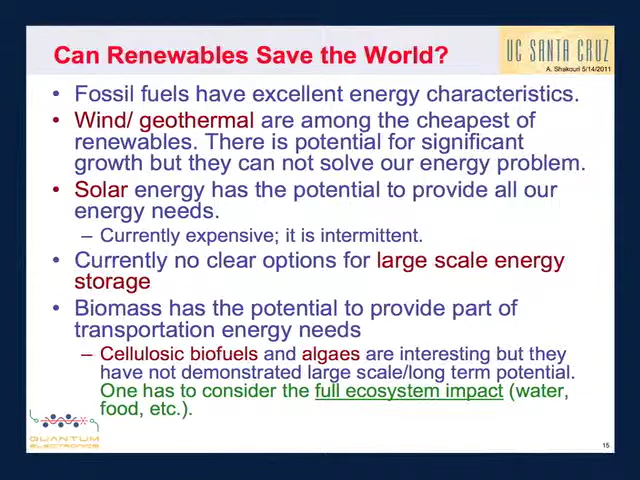 Can Renewables Save the World?
UC SANTA CRUZ
A. Shakouri 5/14/2011
• Fossil fuels have excellent energy characteristics.
• Wind/ geothermal are among the cheapest of
renewables. There is potential for significant
growth but they can not solve our energy problem.
• Solar energy has the potential to provide all our
energy needs.
– Currently expensive; it is intermittent.
• Currently no clear options for large scale energy
storage
• Biomass has the potential to provide part of
transportation energy needs
– Cellulosic biofuels and algaes are interesting but they
have not demonstrated large scale/long term potential.
One has to consider the full ecosystem impact (water,
food, etc.).
QUANTUM
ELECTRONICS
15